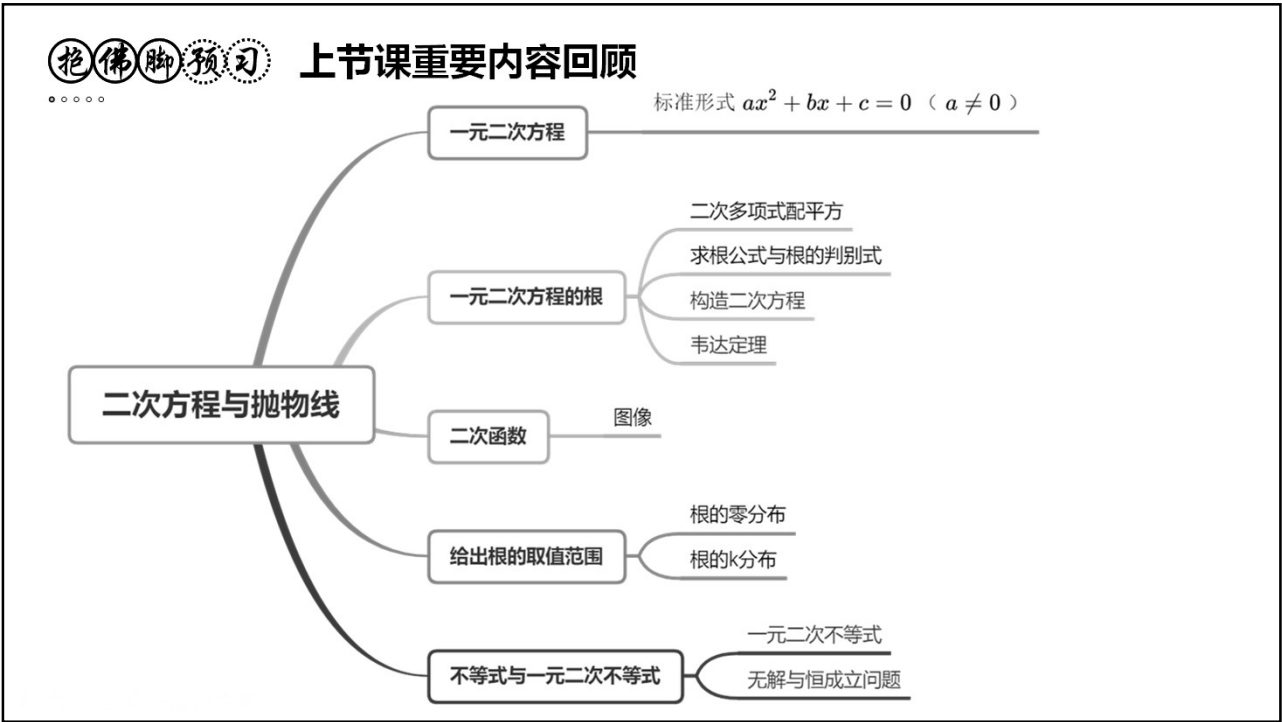 抱佛脚预习 上节课重要内容回顾
标准形式 ax² + bx + c = 0 （ a ≠ 0 ）
一元二次方程
二次多项式配平方
求根公式与根的判别式
一元二次方程的根
构造二次方程
韦达定理
二次方程与抛物线
图像
二次函数
根的零分布
给出根的取值范围
根的k分布
一元二次不等式
不等式与一元二次不等式
无解与恒成立问题